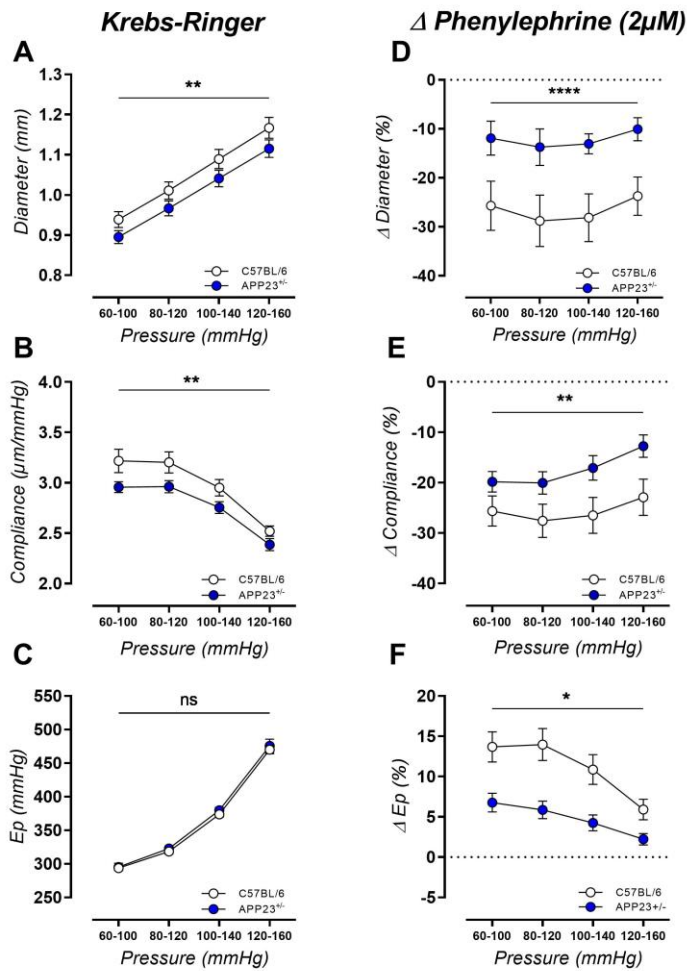 Krebs-Ringer
Δ Phenylephrine (2µM)
A
**
Diameter (mm)
1.3
1.2
1.1
1.0
0.9
0.8
C57BL/6
APP23+/-
60-100 80-120 100-140 120-160
Pressure (mmHg)
D
****
Δ Diameter (%)
0
-10
-20
-30
-40
C57BL/6
APP23+/-
60-100 80-120 100-140 120-160
Pressure (mmHg)
B
**
Compliance (µm/mmHg)
4.0
3.5
3.0
2.5
2.0
C57BL/6
APP23+/-
60-100 80-120 100-140 120-160
Pressure (mmHg)
E
**
Δ Compliance (%)
0
-10
-20
-30
-40
C57BL/6
APP23+/-
60-100 80-120 100-140 120-160
Pressure (mmHg)
C
ns
Ep (mmHg)
550
500
450
400
350
300
250
C57BL/6
APP23+/-
60-100 80-120 100-140 120-160
Pressure (mmHg)
F
*
Δ Ep (%)
20
15
10
5
0
-5
C57BL/6
APP23+/-
60-100 80-120 100-140 120-160
Pressure (mmHg)